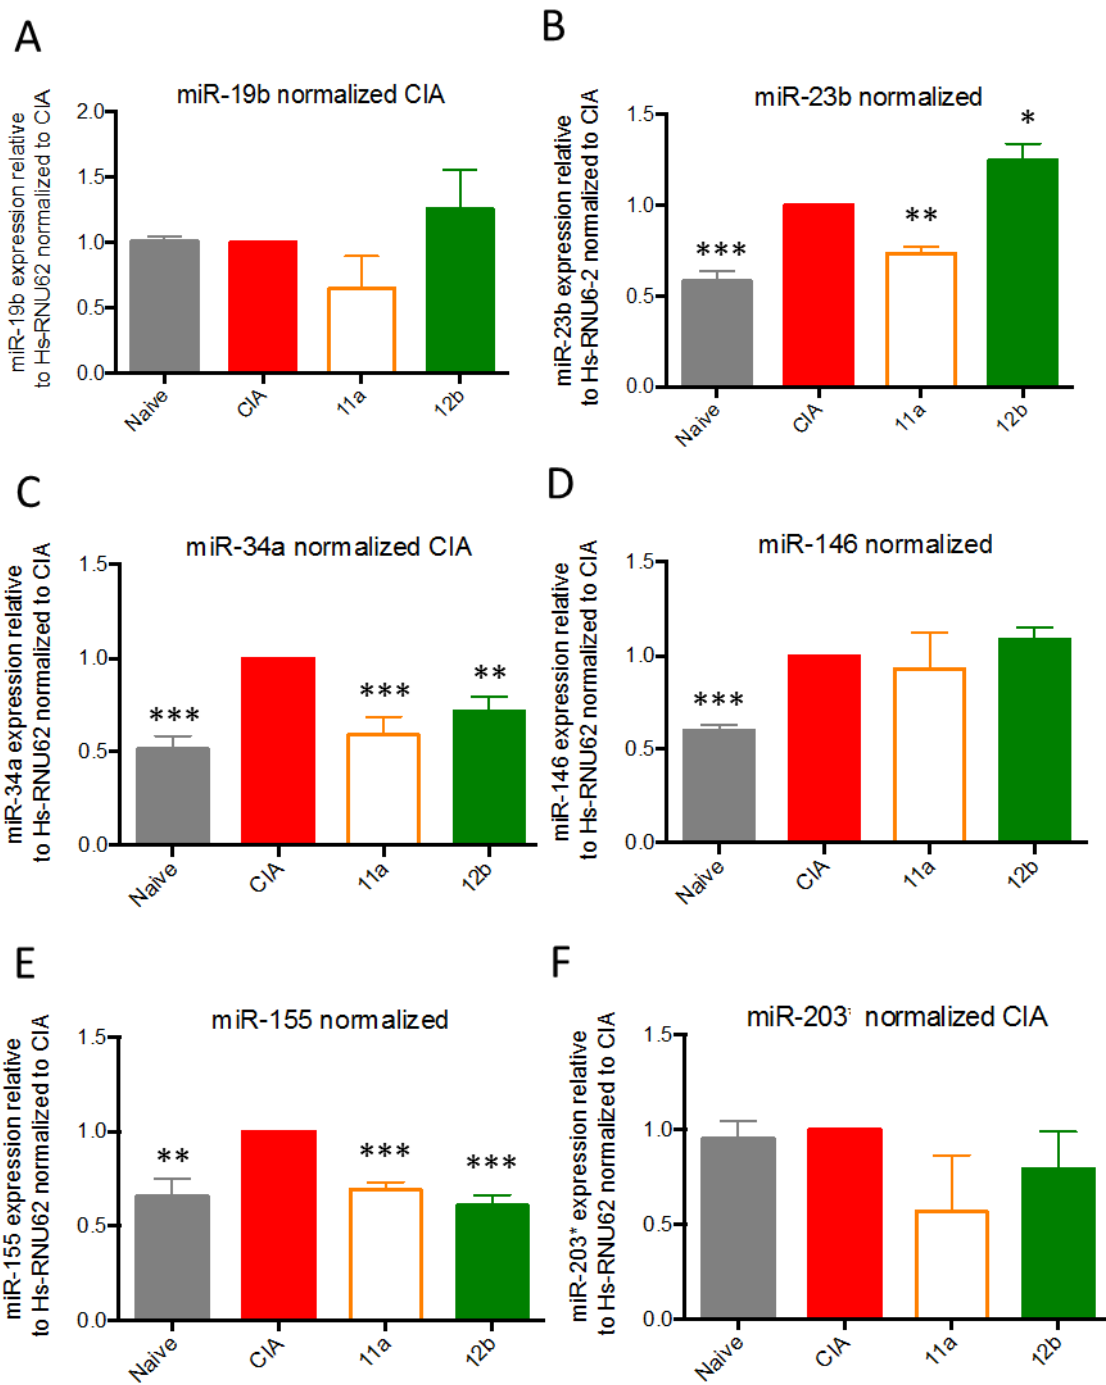 A
miR-19b normalized CIA
miR-19b expression relative
to Hs-RNU62 normalized to CIA
2.0
1.5
1.0
0.5
0.0
Naive
CIA
11a
12b
B
miR-23b normalized
miR-23b expression relative
to Hs-RNU6-2 normalized to CIA
1.5
1.0
0.5
0.0
***
**
*
Naive
CIA
11a
12b
C
miR-34a normalized CIA
miR-34a expression relative
to Hs-RNU62 normalized to CIA
1.5
1.0
0.5
0.0
***
***
**
Naive
CIA
11a
12b
D
miR-146 normalized
miR-146 expression relative
to Hs-RNU62 normalized to CIA
1.5
1.0
0.5
0.0
***
Naive
CIA
11a
12b
E
miR-155 normalized
miR-155 expression relative
to Hs-RNU62 normalized to CIA
1.5
1.0
0.5
0.0
**
***
***
Naive
CIA
11a
12b
F
miR-203* normalized CIA
miR-203* expression relative
to Hs-RNU62 normalized to CIA
1.5
1.0
0.5
0.0
Naive
CIA
11a
12b